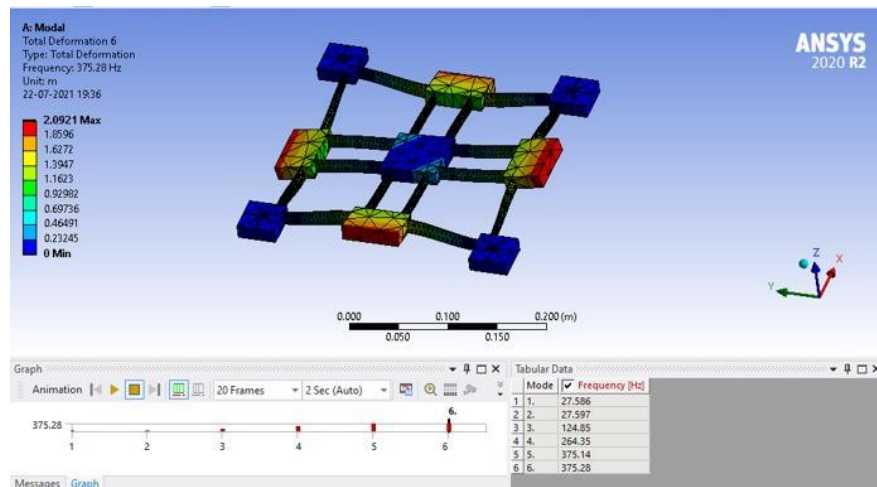 A: Modal
Total Deformation 6
Type: Total Deformation
Frequency: 375.28 Hz
Unit: m
22-07-2021 19:36
2.0921 Max
1.8596
1.6272
1.3947
1.1623
0.92982
0.69736
0.46491
0.23245
0 Min
ANSYS
2020 R2
Z
X
Y
0.000 0.100 0.200 (m)
0.050 0.150
Graph
Animation 20 Frames 2 Sec (Auto)
6.
375.28
1 2 3 4 5 6
Messages Graph
Tabular Data
Mode Frequency [Hz]
1 1. 27.586
2 2. 27.597
3 3. 124.85
4 4. 264.35
5 5. 375.14
6 6. 375.28